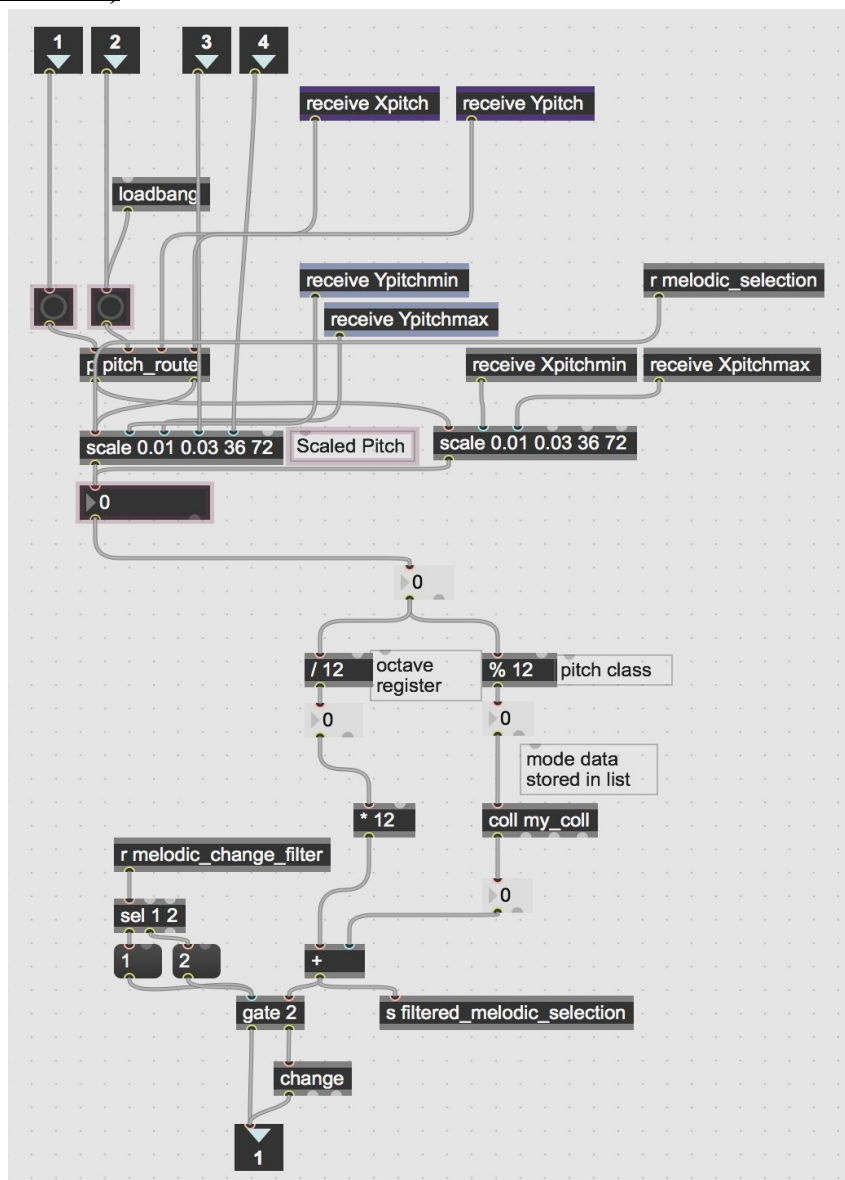 1 2 3 4
receive Xpitch receive Ypitch
loadbang
receive Ypitchmin r melodic_selection
receive Ypitchmax
p pitch_route receive Xpitchmin receive Xpitchmax
scale 0.01 0.03 36 72 Scaled Pitch scale 0.01 0.03 36 72
0
0
/ 12 octave % 12 pitch class
register
0 0
mode data
stored in list
* 12 coll my_coll
r melodic_change_filter
0
sel 1 2
1 2 +
gate 2 s filtered_melodic_selection
change
1